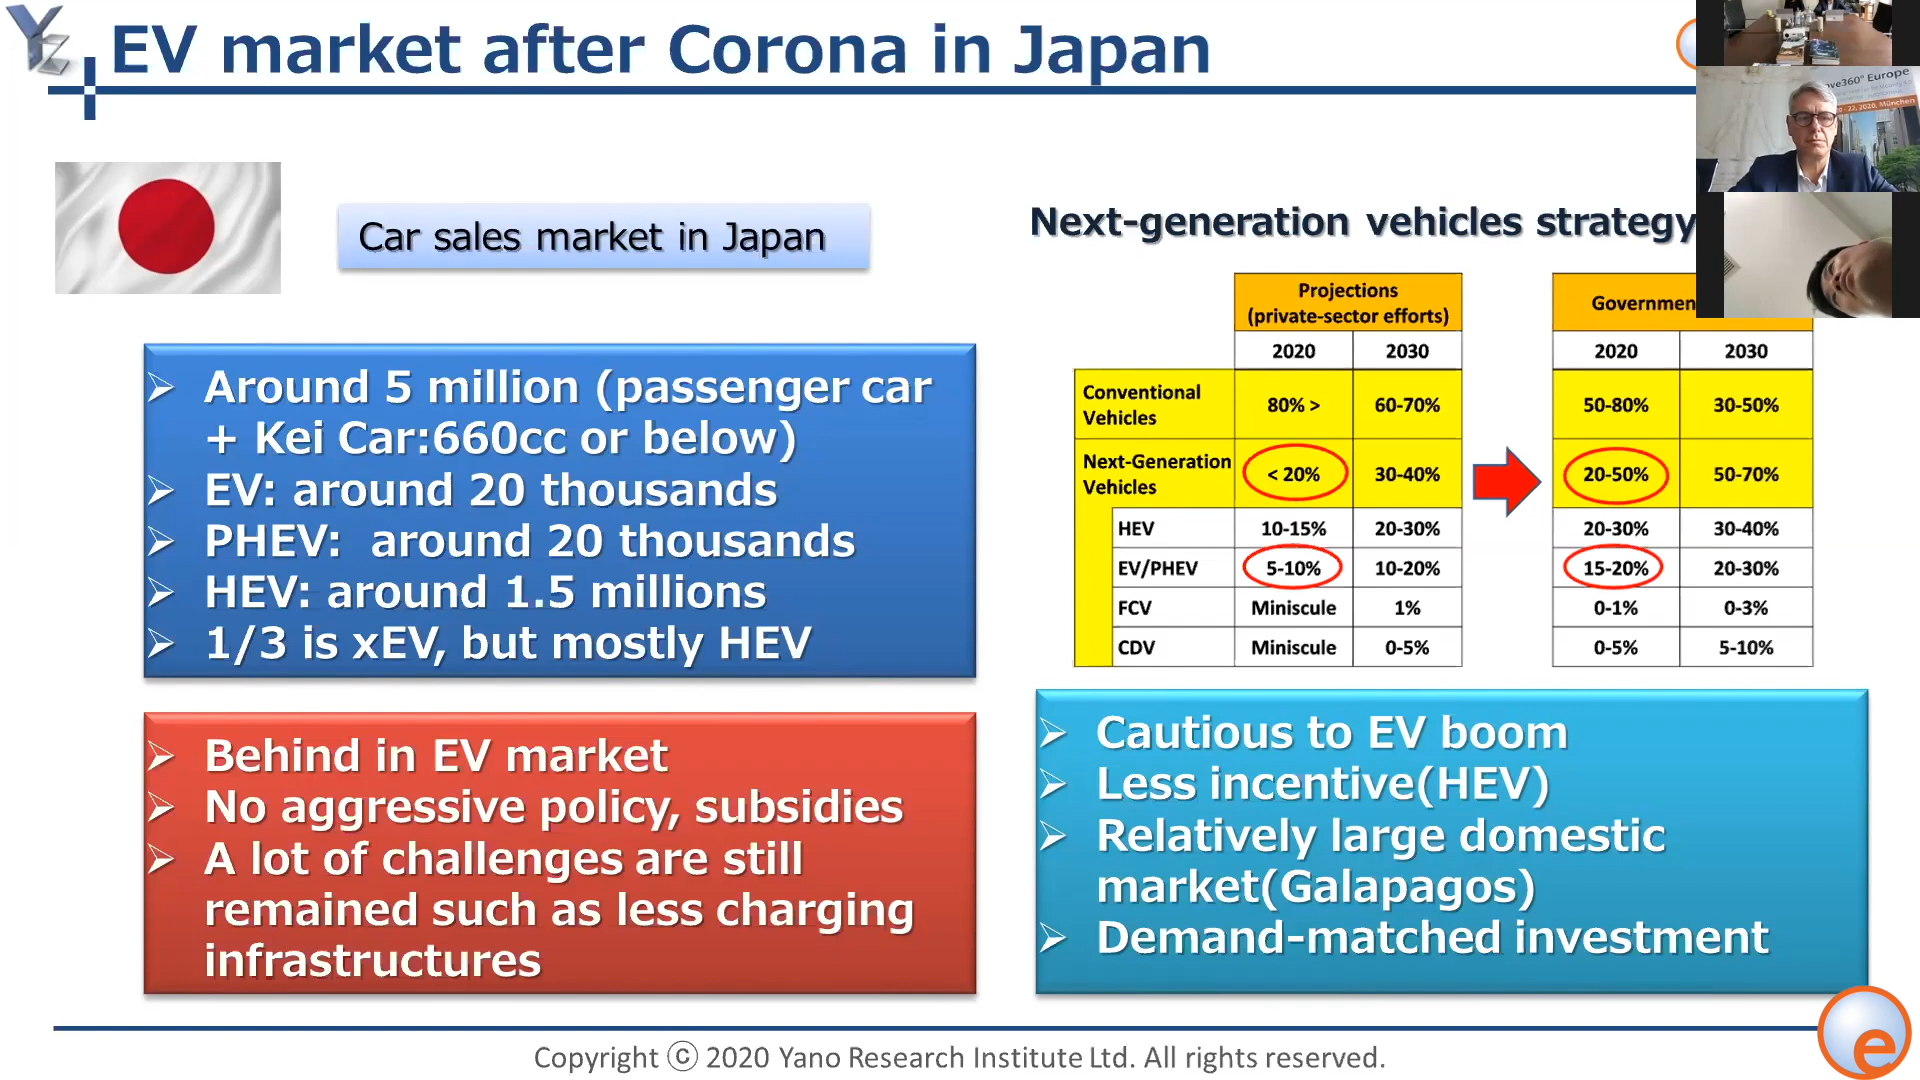 EV market after Corona in Japan
ve360° Europe
- 22, 2020, München
Car sales market in Japan
Next-generation vehicles strategy
Around 5 million (passenger car
+ Kei Car:660cc or below)
EV: around 20 thousands
PHEV: around 20 thousands
HEV: around 1.5 millions
1/3 is xEV, but mostly HEV
Projections
(private-sector efforts)
Governmen
2020 2030 2020 2030
Conventional
Vehicles
80% > 60-70% 50-80% 30-50%
Next-Generation
Vehicles
< 20% 30-40% 20-50% 50-70%
HEV 10-15% 20-30% 20-30% 30-40%
EV/PHEV 5-10% 10-20% 15-20% 20-30%
FCV Miniscule 1% 0-1% 0-3%
CDV Miniscule 0-5% 0-5% 5-10%
Behind in EV market
No aggressive policy, subsidies
A lot of challenges are still
remained such as less charging
infrastructures
Cautious to EV boom
Less incentive(HEV)
Relatively large domestic
market(Galapagos)
Demand-matched investment
Copyright ⓒ 2020 Yano Research Institute Ltd. All rights reserved.
e